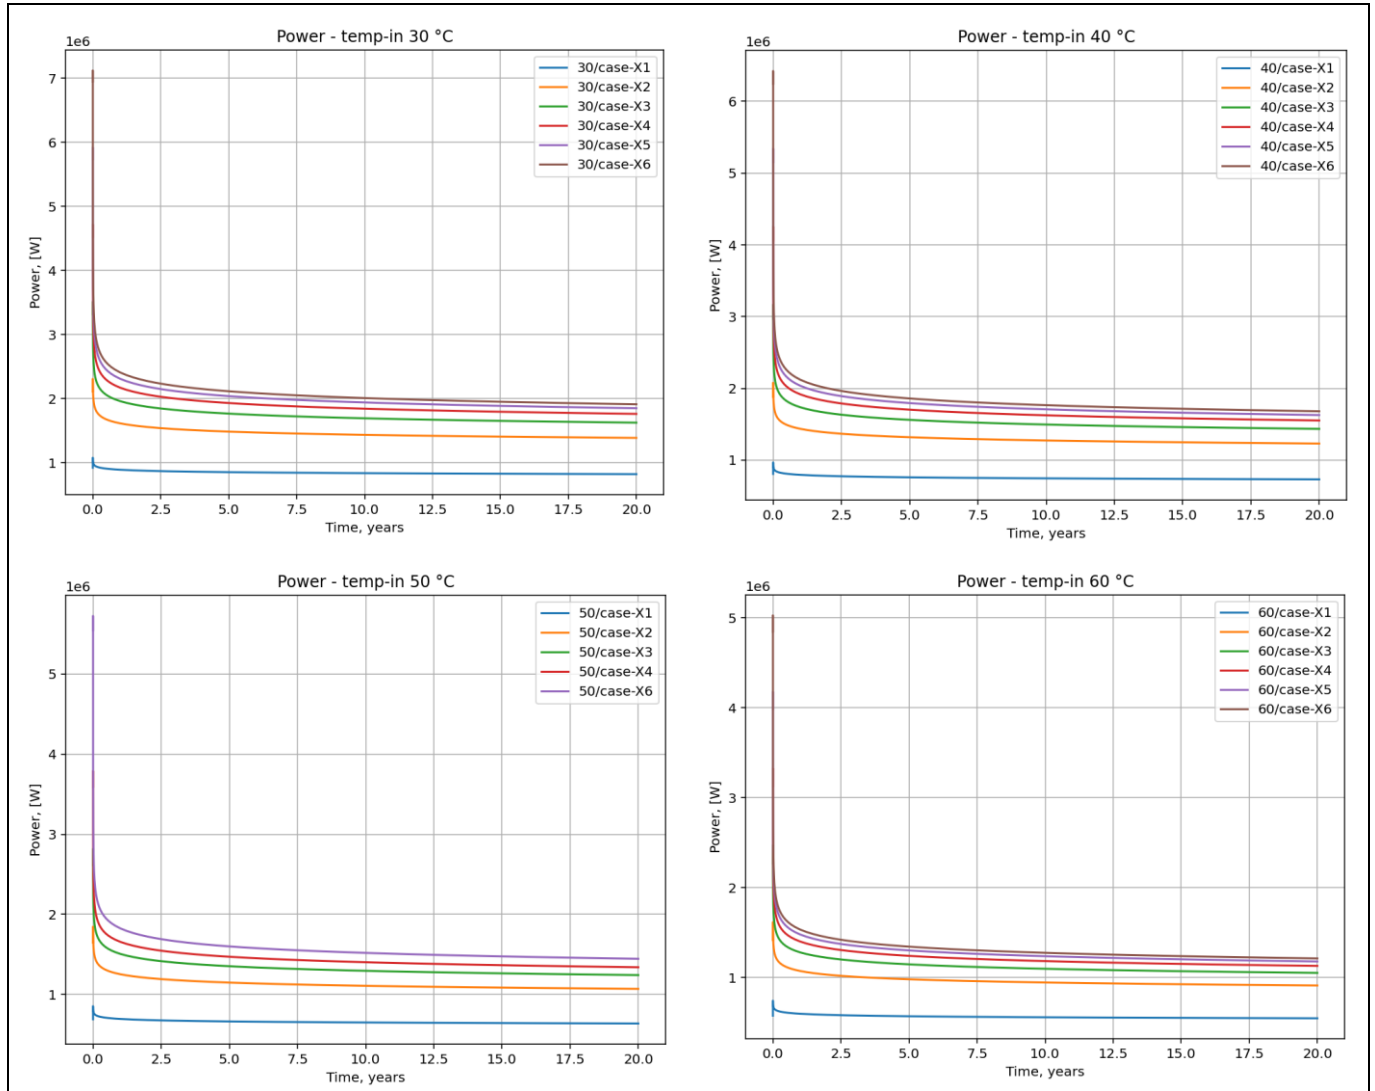 Power - temp-in 30 °C
1e6
7
6
5
4
3
2
1
Power, [W]
30/case-X1
30/case-X2
30/case-X3
30/case-X4
30/case-X5
30/case-X6
0.0 2.5 5.0 7.5 10.0 12.5 15.0 17.5 20.0
Time, years
Power - temp-in 40 °C
1e6
6
5
4
3
2
1
Power, [W]
40/case-X1
40/case-X2
40/case-X3
40/case-X4
40/case-X5
40/case-X6
0.0 2.5 5.0 7.5 10.0 12.5 15.0 17.5 20.0
Time, years
Power - temp-in 50 °C
1e6
5
4
3
2
1
Power, [W]
50/case-X1
50/case-X2
50/case-X3
50/case-X4
50/case-X6
0.0 2.5 5.0 7.5 10.0 12.5 15.0 17.5 20.0
Time, years
Power - temp-in 60 °C
1e6
5
4
3
2
1
Power, [W]
60/case-X1
60/case-X2
60/case-X3
60/case-X4
60/case-X5
60/case-X6
0.0 2.5 5.0 7.5 10.0 12.5 15.0 17.5 20.0
Time, years